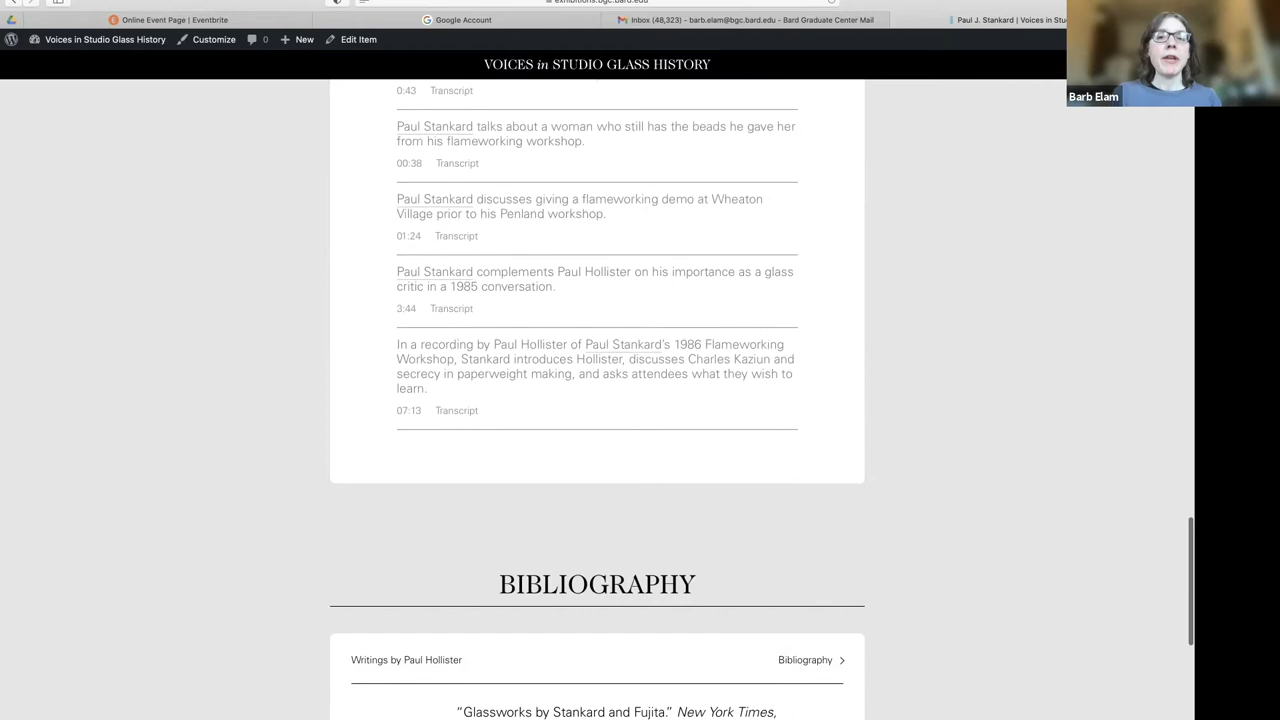 exhibitions.bgc.bard.edu
Online Event Page | Eventbrite
Google Account
Inbox (48,323) - barb.elam@bgc.bard.edu - Bard Graduate Center Mail
Paul J. Stankard | Voices in Stu
Voices in Studio Glass History
Customize
0
New
Edit Item
VOICES in STUDIO GLASS HISTORY
Barb Elam
0:43 Transcript
Paul Stankard talks about a woman who still has the beads he gave her
from his flameworking workshop.
00:38 Transcript
Paul Stankard discusses giving a flameworking demo at Wheaton
Village prior to his Penland workshop.
01:24 Transcript
Paul Stankard complements Paul Hollister on his importance as a glass
critic in a 1985 conversation.
3:44 Transcript
In a recording by Paul Hollister of Paul Stankard's 1986 Flameworking
Workshop, Stankard introduces Hollister, discusses Charles Kaziun and
secrecy in paperweight making, and asks attendees what they wish to
learn.
07:13 Transcript
BIBLIOGRAPHY
Writings by Paul Hollister
Bibliography
“Glassworks by Stankard and Fujita.” New York Times,